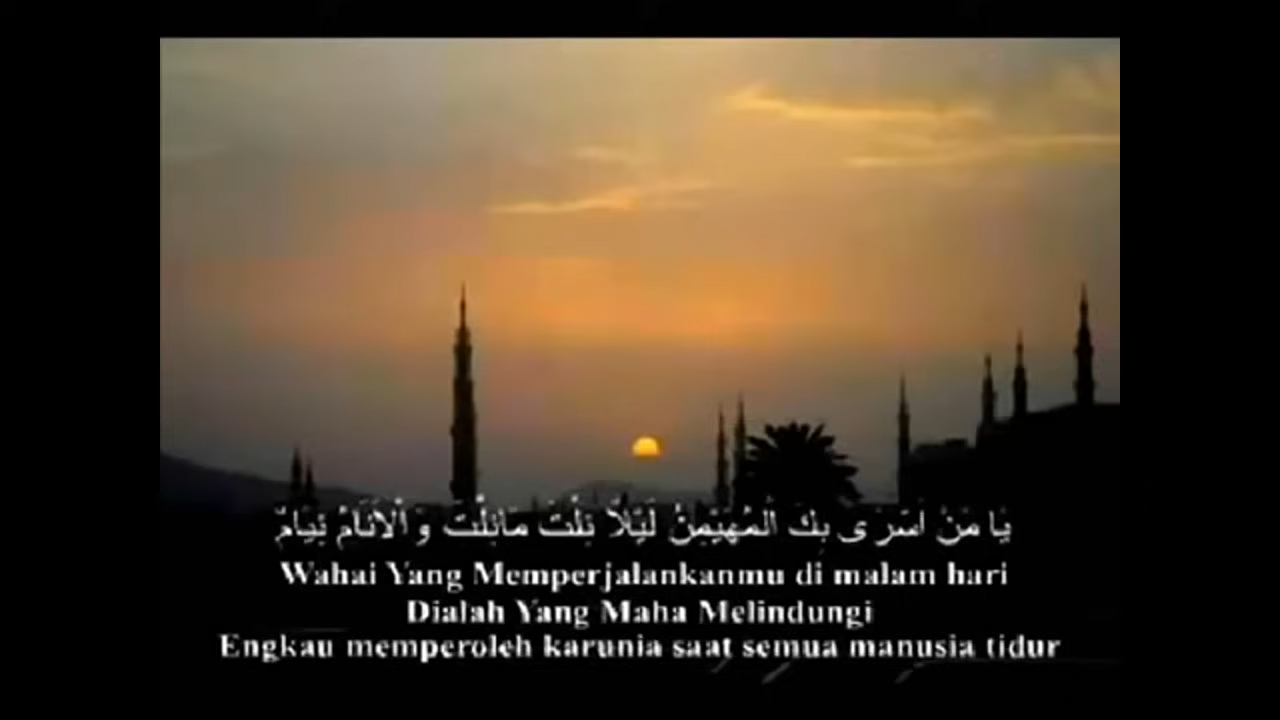 يَا مَنْ اَسْرَى بِكَ الْمُهَيْمِنُ لَيْلًا نِلْتَ مَانِلْتَ وَالْاَنَامُ نِيَامٌ
Wahai Yang Memperjalankanmu di malam hari
Dialah Yang Maha Melindungi
Engkau memperoleh karunia saat semua manusia tidur